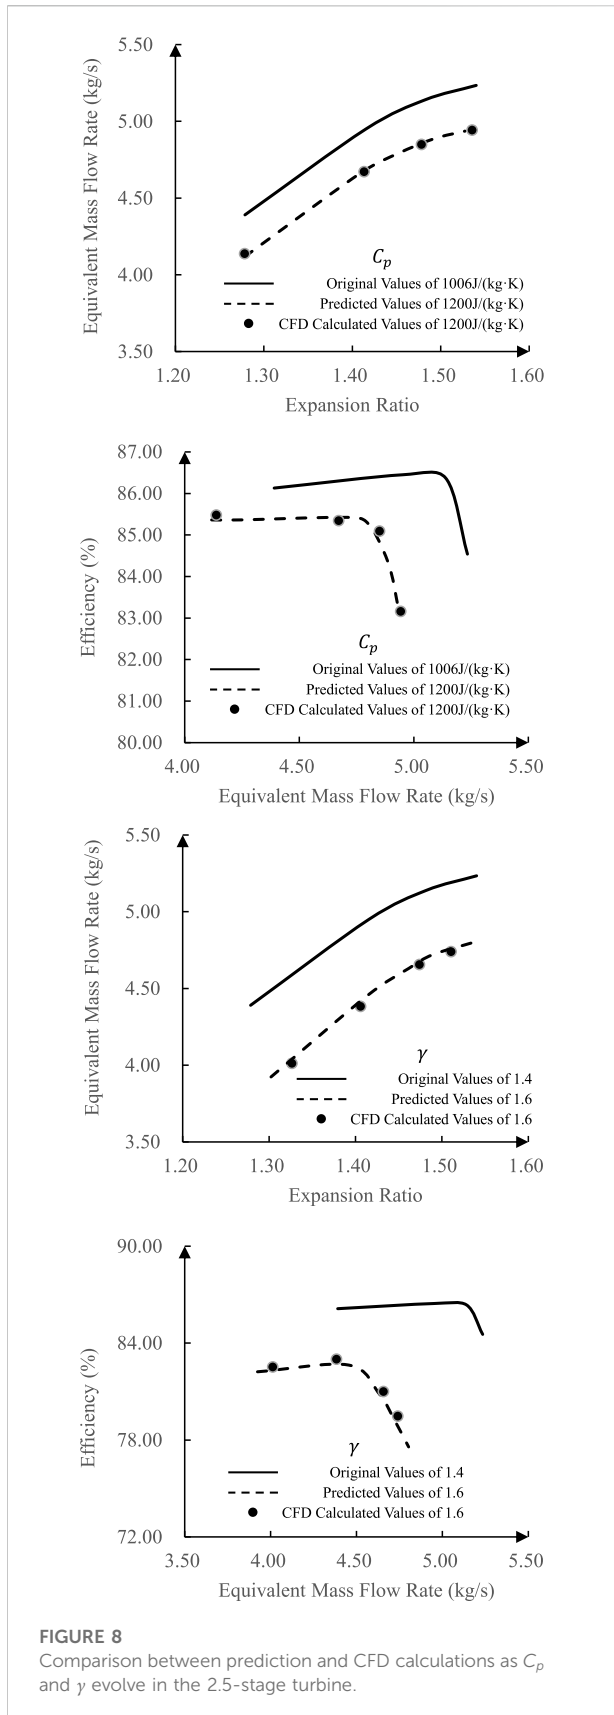 5.50
5.00
4.50
4.00
3.50
Equivalent Mass Flow Rate (kg/s)
C_p
Original Values of 1006J/(kg·K)
Predicted Values of 1200J/(kg·K)
CFD Calculated Values of 1200J/(kg·K)
1.20 1.30 1.40 1.50 1.60
Expansion Ratio
87.00
86.00
85.00
84.00
83.00
82.00
81.00
80.00
Efficiency (%)
C_p
Original Values of 1006J/(kg·K)
Predicted Values of 1200J/(kg·K)
CFD Calculated Values of 1200J/(kg·K)
4.00 4.50 5.00 5.50
Equivalent Mass Flow Rate (kg/s)
5.50
5.00
4.50
4.00
3.50
Equivalent Mass Flow Rate (kg/s)
γ
Original Values of 1.4
Predicted Values of 1.6
CFD Calculated Values of 1.6
1.20 1.30 1.40 1.50 1.60
Expansion Ratio
90.00
84.00
78.00
72.00
Efficiency (%)
γ
Original Values of 1.4
Predicted Values of 1.6
CFD Calculated Values of 1.6
3.50 4.00 4.50 5.00 5.50
Equivalent Mass Flow Rate (kg/s)
FIGURE 8
Comparison between prediction and CFD calculations as C_p
and γ evolve in the 2.5-stage turbine.